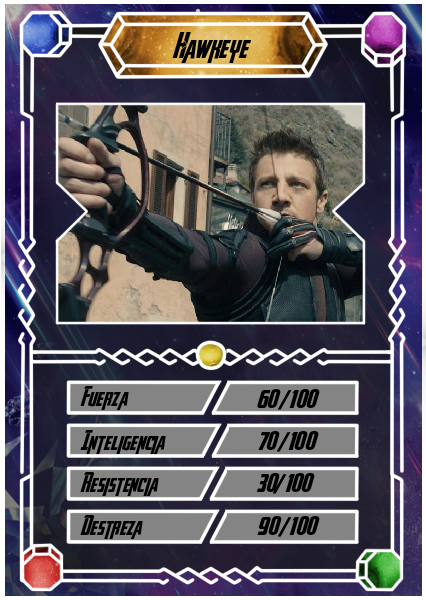 Hawkeye
Fuerza 60/100
Inteligencia 70/100
Resistencia 30/100
Destreza 90/100